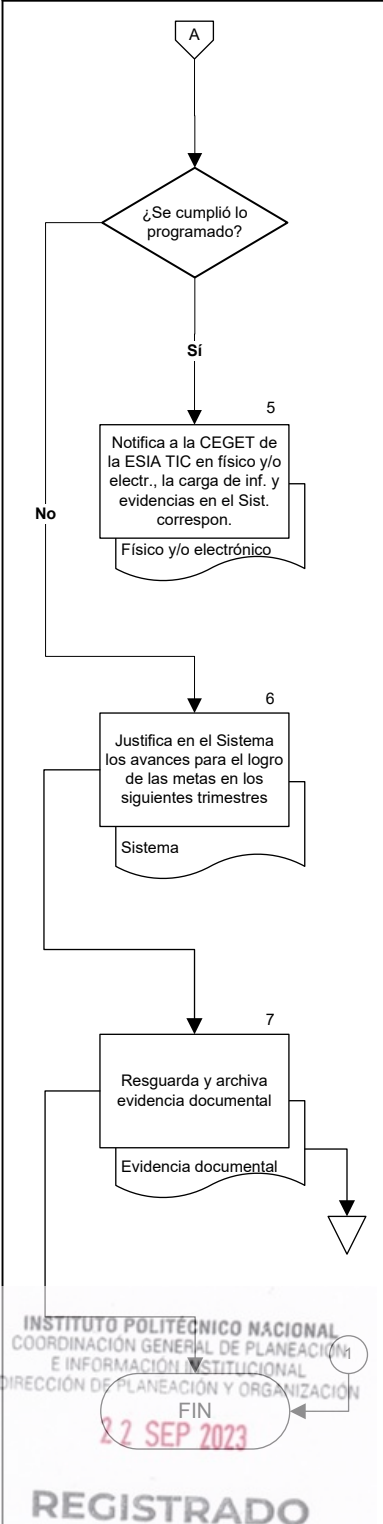 A
¿Se cumplió lo
programado?
Sí
5
Notifica a la CEGET de
la ESIA TIC en físico y/o
electr., la carga de inf. y
evidencias en el Sist.
correspon.
Físico y/o electrónico
No
6
Justifica en el Sistema
los avances para el logro
de las metas en los
siguientes trimestres
Sistema
7
Resguarda y archiva
evidencia documental
Evidencia documental
INSTITUTO POLITÉCNICO NACIONAL
COORDINACIÓN GENERAL DE PLANEACIÓN
E INFORMACIÓN INSTITUCIONAL
DIRECCIÓN DE PLANEACIÓN Y ORGANIZACIÓN
1
FIN
22 SEP 2023
REGISTRADO